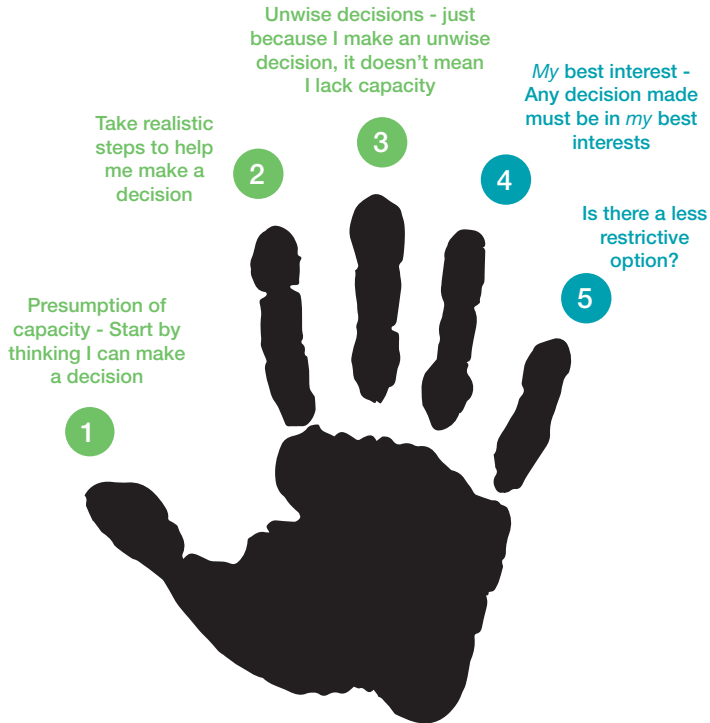 Presumption of
capacity - Start by
thinking I can make
a decision
1
Take realistic
steps to help
me make a
decision
2
Unwise decisions - just
because I make an unwise
decision, it doesn’t mean
I lack capacity
3
My best interest -
Any decision made
must be in my best
interests
4
Is there a less
restrictive
option?
5